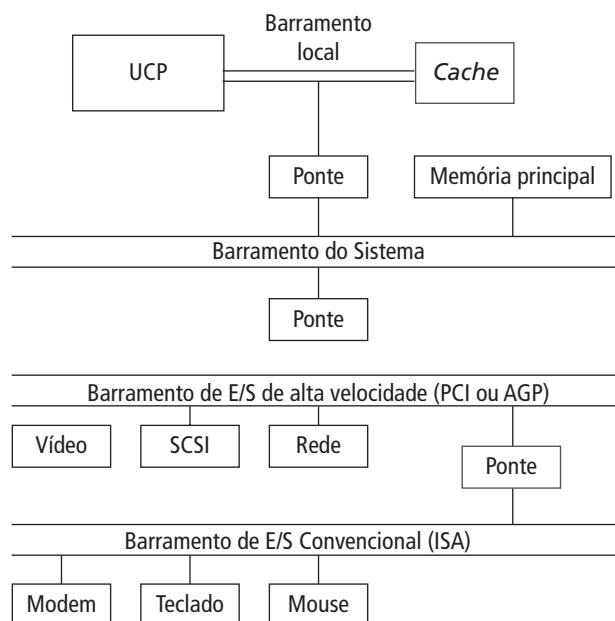 Barramento
local
UCP
Cache
Ponte
Memória principal
Barramento do Sistema
Ponte
Barramento de E/S de alta velocidade (PCI ou AGP)
Vídeo
SCSI
Rede
Ponte
Barramento de E/S Convencional (ISA)
Modem
Teclado
Mouse